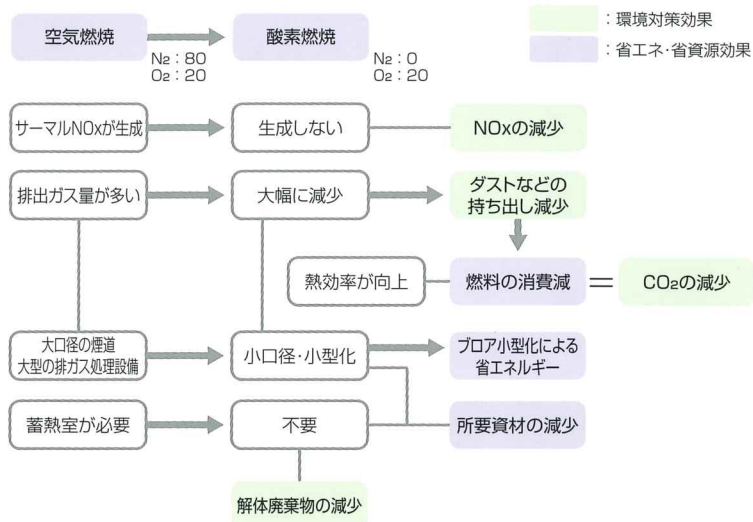 ：環境対策効果
：省エネ・省資源効果
空気燃焼
酸素燃焼
N₂：80
O₂：20
N₂：0
O₂：20
サーマルNOxが生成
生成しない
NOxの減少
排出ガス量が多い
大幅に減少
ダストなどの
持ち出し減少
熱効率が向上
燃料の消費減
＝
CO₂の減少
大口径の煙道
大型の排ガス処理設備
小口径・小型化
ブロア小型化による
省エネルギー
蓄熱室が必要
不要
所要資材の減少
解体廃棄物の減少